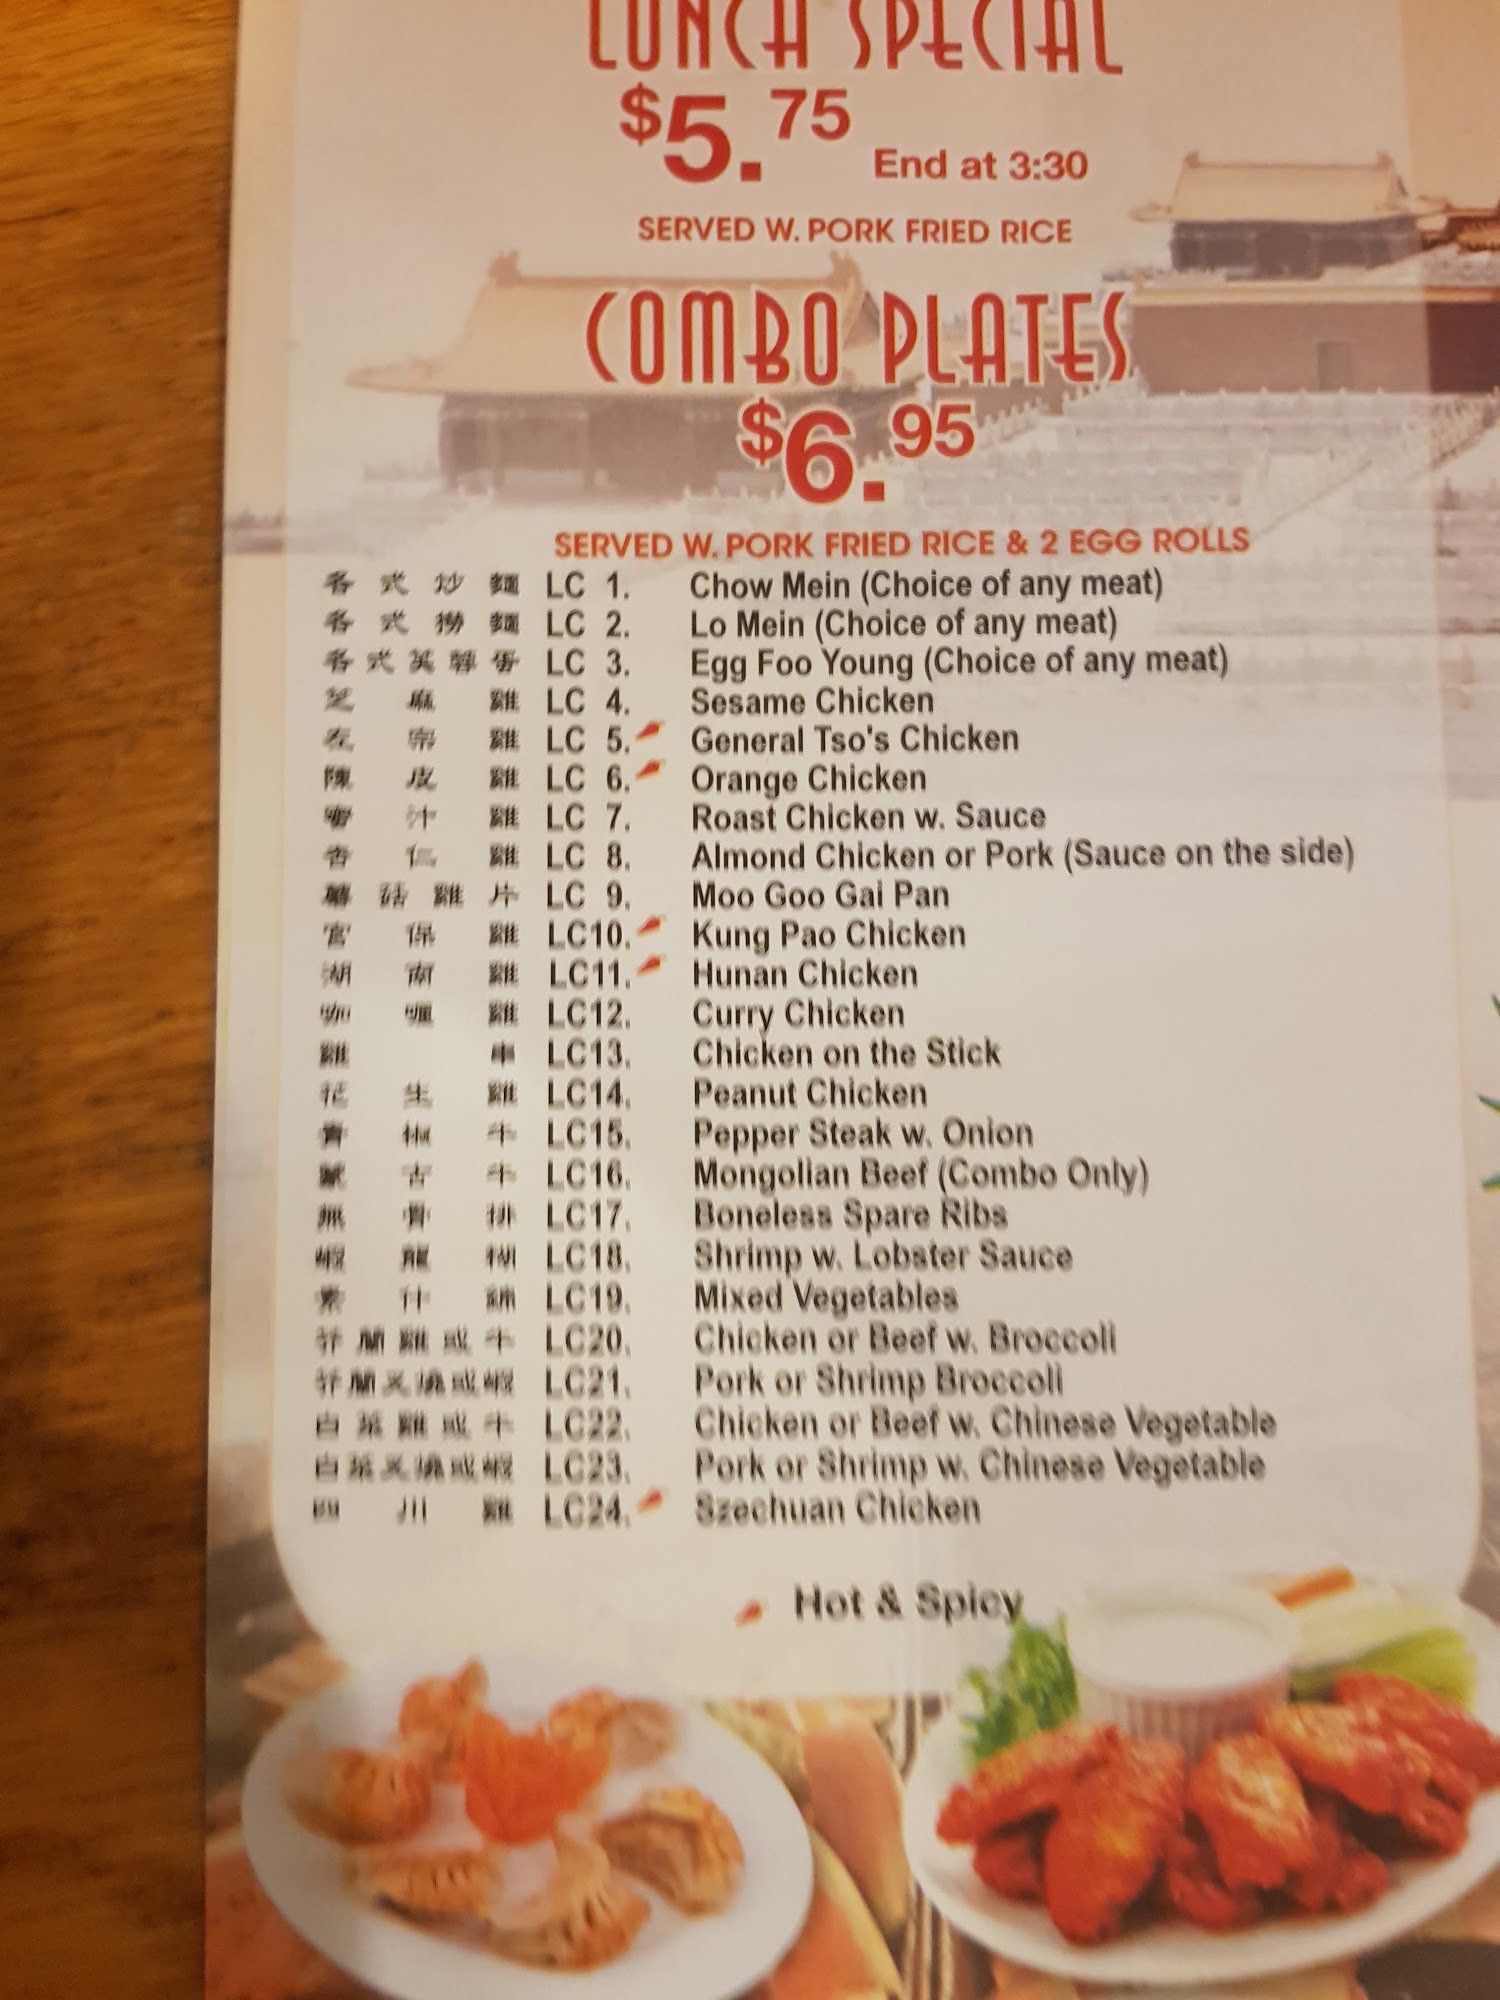 LUNCH SPECIAL
$5.75 End at 3:30
SERVED W. PORK FRIED RICE
COMBO PLATES
$6.95
SERVED W. PORK FRIED RICE & 2 EGG ROLLS
各式炒麵 LC 1. Chow Mein (Choice of any meat)
各式撈麵 LC 2. Lo Mein (Choice of any meat)
各式芙蓉蛋 LC 3. Egg Foo Young (Choice of any meat)
芝麻雞 LC 4. Sesame Chicken
左宗雞 LC 5. General Tso's Chicken
陳皮雞 LC 6. Orange Chicken
蜜汁雞 LC 7. Roast Chicken w. Sauce
杏仁雞 LC 8. Almond Chicken or Pork (Sauce on the side)
蘑菇雞片 LC 9. Moo Goo Gai Pan
宮保雞 LC10. Kung Pao Chicken
湖南雞 LC11. Hunan Chicken
咖喱雞 LC12. Curry Chicken
雞串 LC13. Chicken on the Stick
花生雞 LC14. Peanut Chicken
青椒牛 LC15. Pepper Steak w. Onion
蒙古牛 LC16. Mongolian Beef (Combo Only)
無骨排 LC17. Boneless Spare Ribs
蝦龍糊 LC18. Shrimp w. Lobster Sauce
素什錦 LC19. Mixed Vegetables
芥蘭雞或牛 LC20. Chicken or Beef w. Broccoli
芥蘭叉燒或蝦 LC21. Pork or Shrimp Broccoli
白菜雞或牛 LC22. Chicken or Beef w. Chinese Vegetable
白菜叉燒或蝦 LC23. Pork or Shrimp w. Chinese Vegetable
四川雞 LC24. Szechuan Chicken
Hot & Spicy